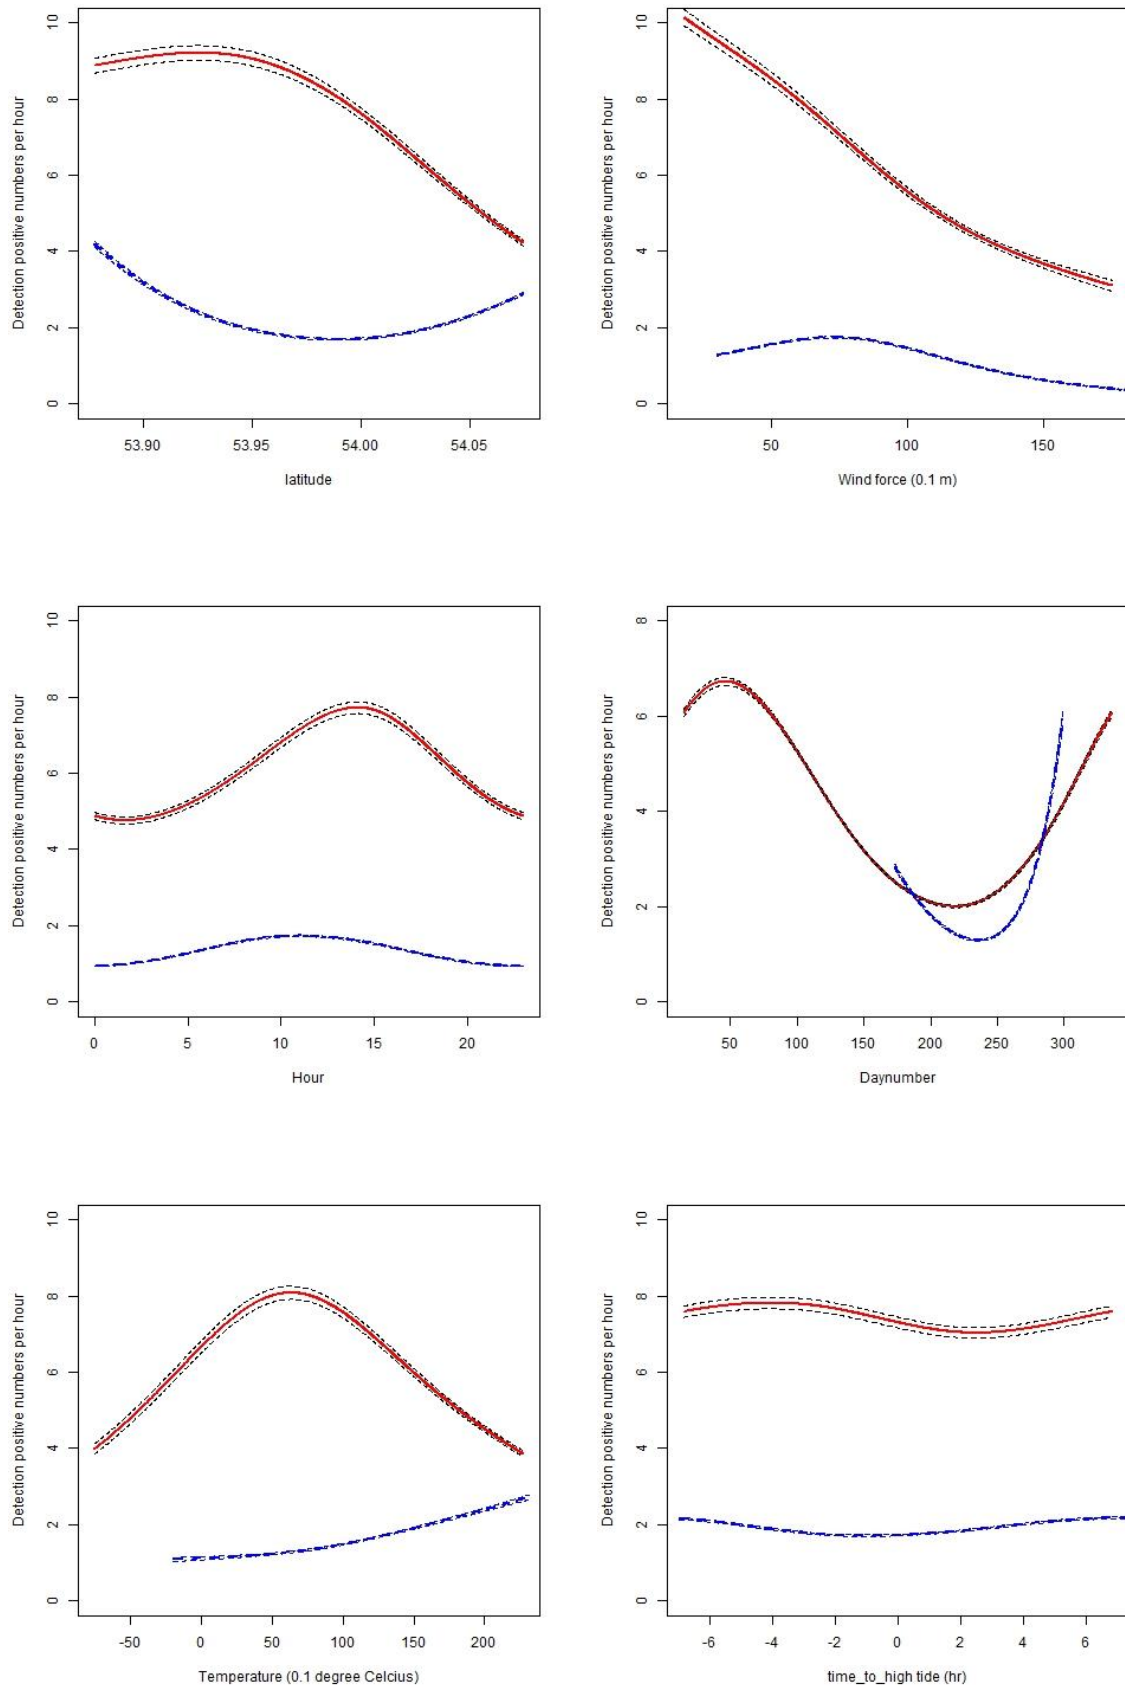 Detection positive numbers per hour
0 2 4 6 8 10
53.90 53.95 54.00 54.05
latitude
Detection positive numbers per hour
0 2 4 6 8 10
50 100 150
Wind force (0.1 m)
Detection positive numbers per hour
0 2 4 6 8 10
0 5 10 15 20
Hour
Detection positive numbers per hour
0 2 4 6 8
50 100 150 200 250 300
Daynumber
Detection positive numbers per hour
0 2 4 6 8 10
-50 0 50 100 150 200
Temperature (0.1 degree Celcius)
Detection positive numbers per hour
0 2 4 6 8 10
-6 -4 -2 0 2 4 6
time_to_high tide (hr)